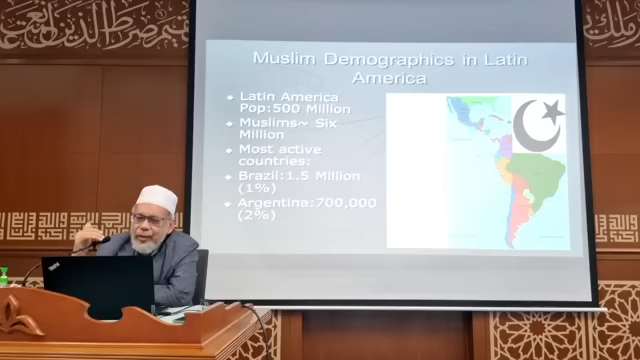 Muslim Demographics in Latin
America
Latin America
Pop:500 Million
Muslims~ Six
Million
Most active
countries:
Brazil:1.5 Million
(1%)
Argentina:700,000
(2%)